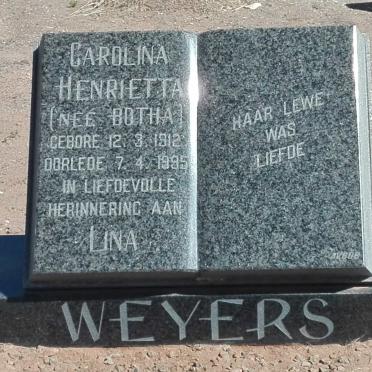 CAROLINA
HENRIETTA
(NEE BOTHA)
GEBORE 12. 3. 1912
OORLEDE 7. 4. 1995
IN LIEFDEVOLLE
HERINNERING AAN
LINA
HAAR LEWE
WAS
LIEFDE
WEYERS